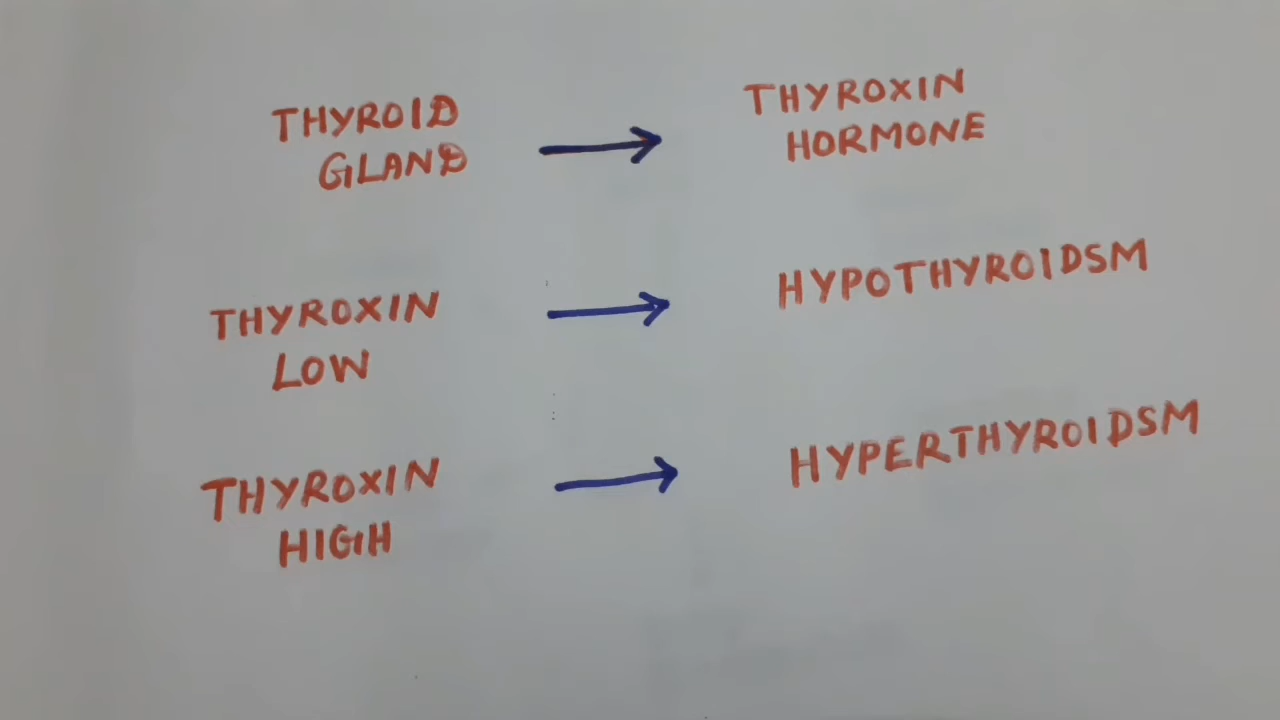 THYROID
GLAND
THYROXIN
HORMONE
THYROXIN
LOW
HYPOTHYROIDSM
THYROXIN
HIGH
HYPERTHYROIDSM